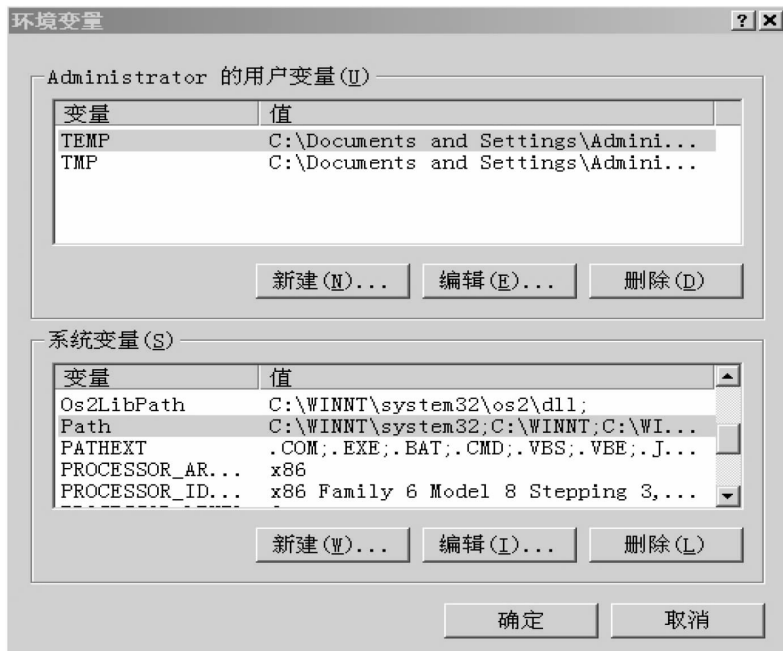 环境变量
Administrator 的用户变量(U)
变量 值
TEMP C:\Documents and Settings\Admini...
TMP C:\Documents and Settings\Admini...
新建(N)... 编辑(E)... 删除(D)
系统变量(S)
变量 值
Os2LibPath C:\WINNT\system32\os2\dll;
Path C:\WINNT\system32;C:\WINNT;C:\WI...
PATHEXT .COM;.EXE;.BAT;.CMD;.VBS;.VBE;.J...
PROCESSOR_AR... x86
PROCESSOR_ID... x86 Family 6 Model 8 Stepping 3,...
新建(W)... 编辑(I)... 删除(L)
确定 取消